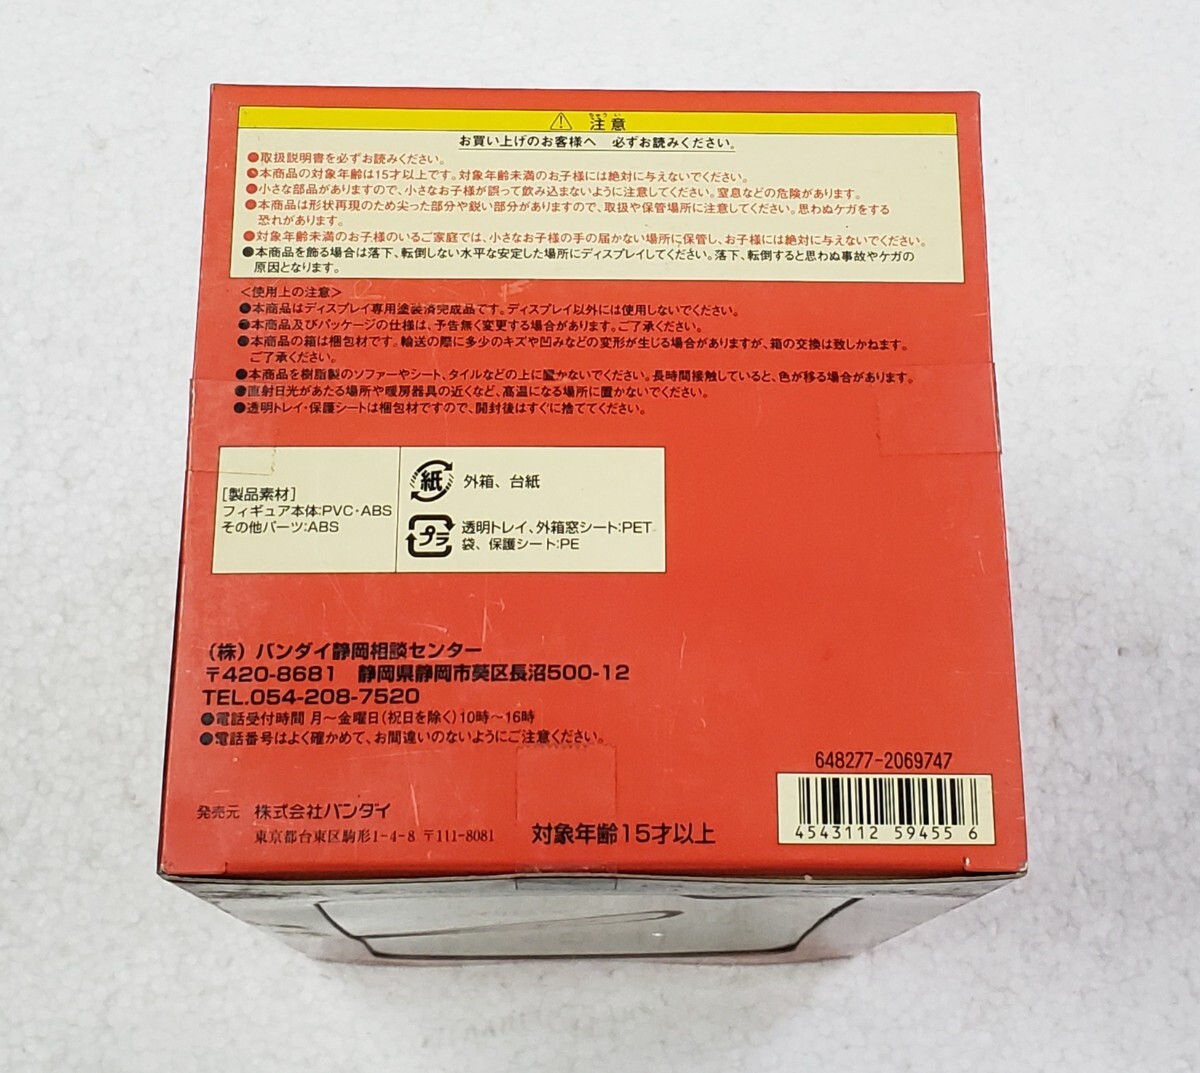 ちゅう い
注意
お買い上げのお客様へ 必ずお読みください。
●取扱説明書を必ずお読みください。
●本商品の対象年齢は15才以上です。対象年齢未満のお子様には絶対に与えないでください。
●小さな部品がありますので、小さなお子様が誤って飲み込まないように注意してください。窒息などの危険があります。
●本商品は形状再現のため尖った部分や鋭い部分がありますので、取扱や保管場所に注意してください。思わぬケガをする
恐れがあります。
●対象年齢未満のお子様のいるご家庭では、小さなお子様の手の届かない場所に保管し、お子様には絶対に与えないでください。
●本商品を飾る場合は落下、転倒しない水平な安定した場所にディスプレイしてください。落下、転倒すると思わぬ事故やケガの
原因となります。
＜使用上の注意＞
●本商品はディスプレイ専用塗装済完成品です。ディスプレイ以外には使用しないでください。
●本商品及びパッケージの仕様は、予告無く変更する場合があります。ご了承ください。
●本商品の箱は梱包材です。輸送の際に多少のキズや凹みなどの変形が生じる場合がありますが、箱の交換は致しかねます。
ご了承ください。
●本商品を樹脂製のソファーやシート、タイルなどの上に置かないでください。長時間接触していると、色が移る場合があります。
●直射日光があたる場所や暖房器具の近くなど、高温になる場所に置かないでください。
●透明トレイ・保護シートは梱包材ですので、開封後はすぐに捨ててください。
[製品素材]
フィギュア本体:PVC・ABS
その他パーツ:ABS
紙 外箱、台紙
プラ 透明トレイ、外箱窓シート:PET
袋、保護シート:PE
（株）バンダイ静岡相談センター
〒420-8681 静岡県静岡市葵区長沼500-12
TEL.054-208-7520
●電話受付時間 月〜金曜日(祝日を除く)10時〜16時
●電話番号はよく確かめて、お間違いのないようにご注意ください。
発売元 株式会社バンダイ
東京都台東区駒形1-4-8 〒111-8081
対象年齢15才以上
648277-2069747
4543112 59455 6